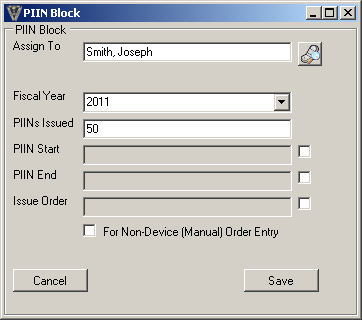 PIIN Block
PIIN Block
Assign To Smith, Joseph
Fiscal Year 2011
PIINs Issued 50
PIIN Start
PIIN End
Issue Order
For Non-Device (Manual) Order Entry
Cancel Save